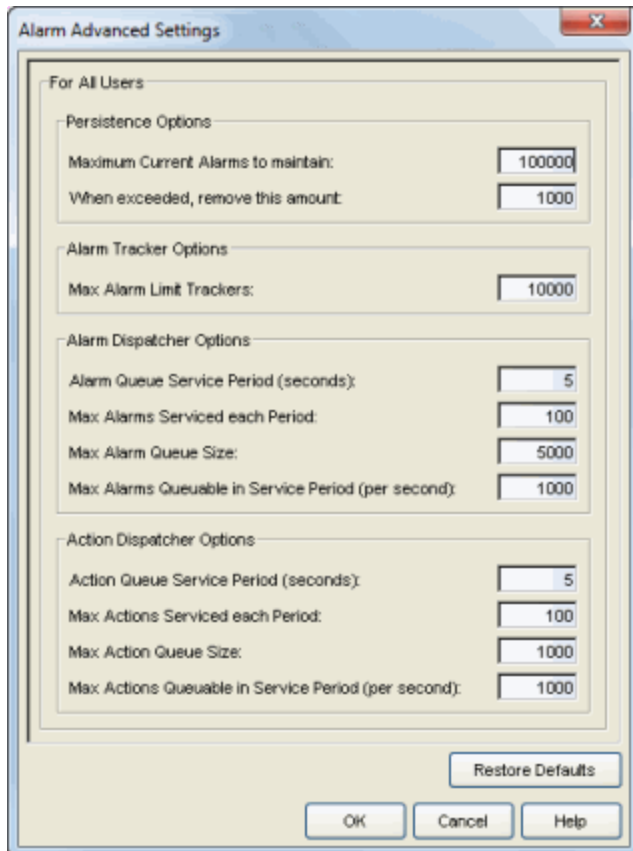 Alarm Advanced Settings
For All Users
Persistence Options
Maximum Current Alarms to maintain: 100000
When exceeded, remove this amount: 1000
Alarm Tracker Options
Max Alarm Limit Trackers: 10000
Alarm Dispatcher Options
Alarm Queue Service Period (seconds): 5
Max Alarms Serviced each Period: 100
Max Alarm Queue Size: 5000
Max Alarms Queuable in Service Period (per second): 1000
Action Dispatcher Options
Action Queue Service Period (seconds): 5
Max Actions Serviced each Period: 100
Max Action Queue Size: 1000
Max Actions Queuable in Service Period (per second): 1000
Restore Defaults
OK Cancel Help